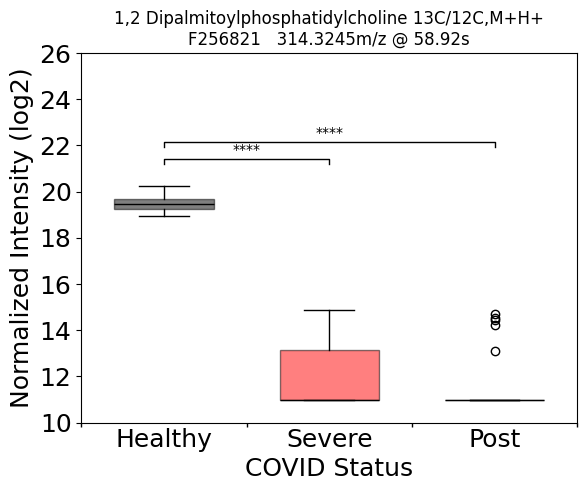 1,2 Dipalmitoylphosphatidylcholine 13C/12C,M+H+
F256821   314.3245m/z @ 58.92s
26
24
22
20
18
16
14
12
10
Normalized Intensity (log2)
****
****
Healthy
Severe
Post
COVID Status